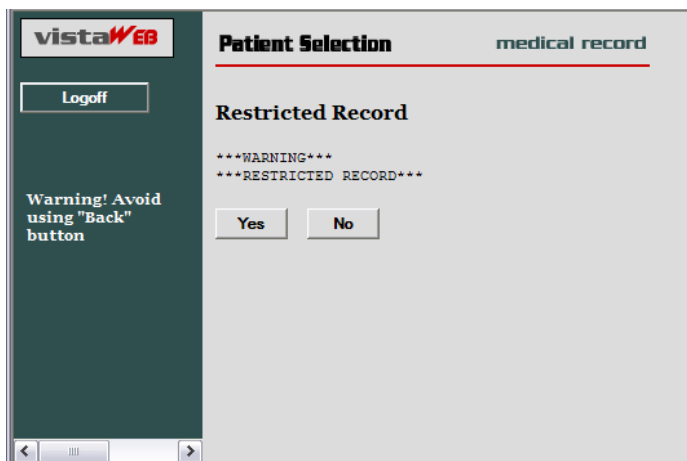 vistaWEB
Logoff
Warning! Avoid
using "Back"
button
Patient Selection
medical record
Restricted Record
***WARNING***
***RESTRICTED RECORD***
Yes
No